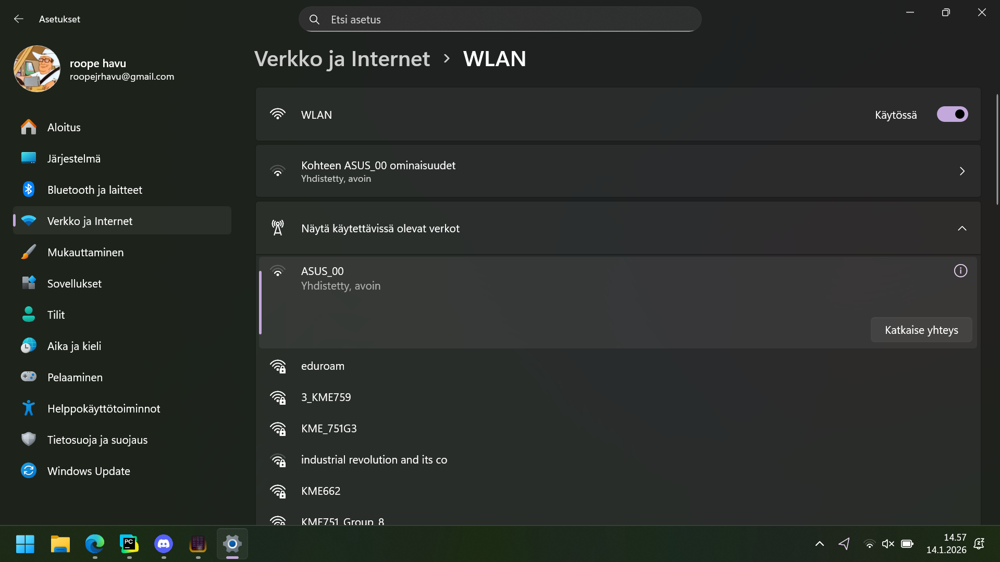 Asetukset
Etsi asetus
roope havu
roopejrhavu@gmail.com
Aloitus
Järjestelmä
Bluetooth ja laitteet
Verkko ja Internet
Mukauttaminen
Sovellukset
Tilit
Aika ja kieli
Pelaaminen
Helppokäyttötoiminnot
Tietosuoja ja suojaus
Windows Update
Verkko ja Internet > WLAN
WLAN
Käytössä
Kohteen ASUS_00 ominaisuudet
Yhdistetty, avoin
Näytä käytettävissä olevat verkot
ASUS_00
Yhdistetty, avoin
Katkaise yhteys
eduroam
3_KME759
KME_751G3
industrial revolution and its co
KME662
KME751_Group_8
PC
14.57
14.1.2026